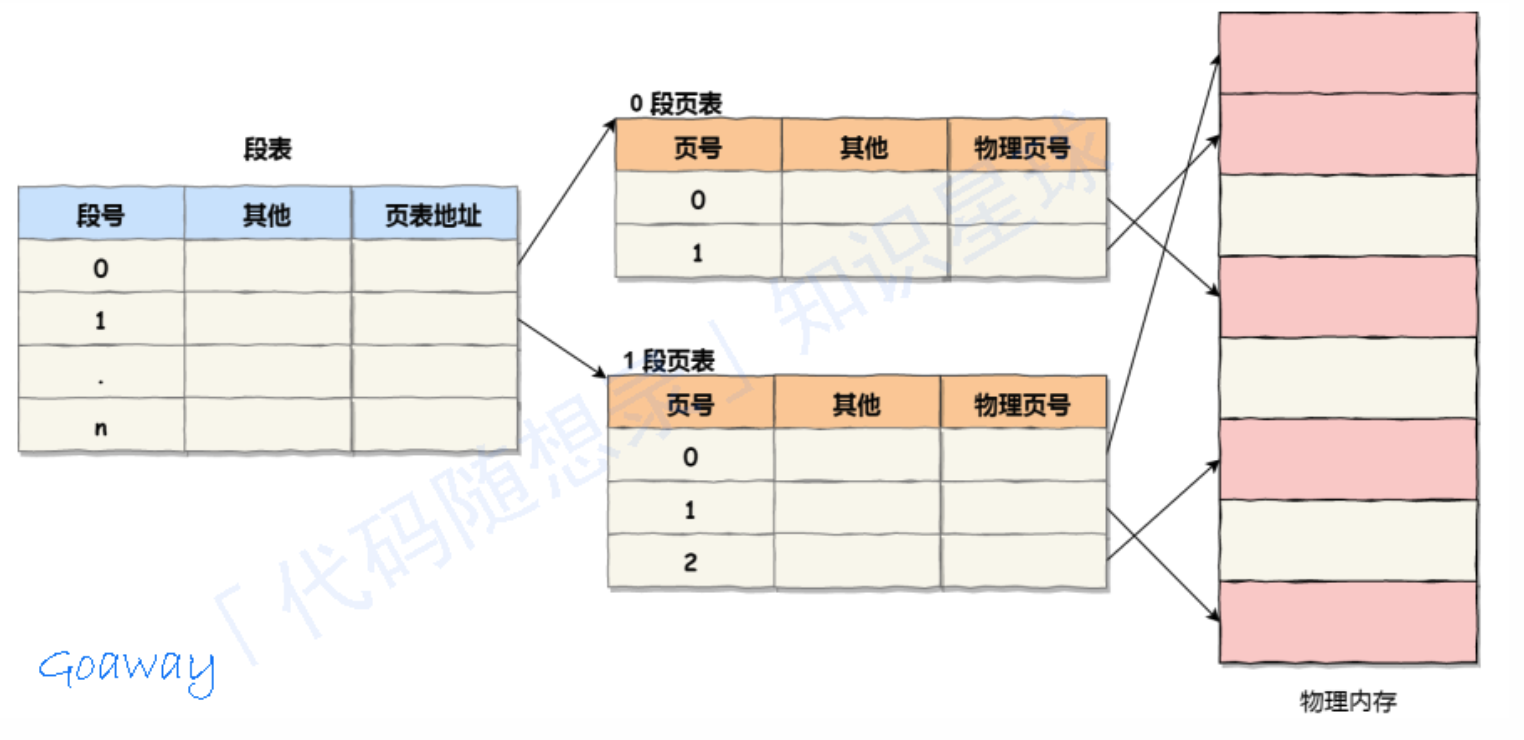 段表
段号 其他 页表地址
0
1
.
n
0 段页表
页号 其他 物理页号
0
1
1 段页表
页号 其他 物理页号
0
1
2
物理内存
「代码随想录」知识星球
Goaway